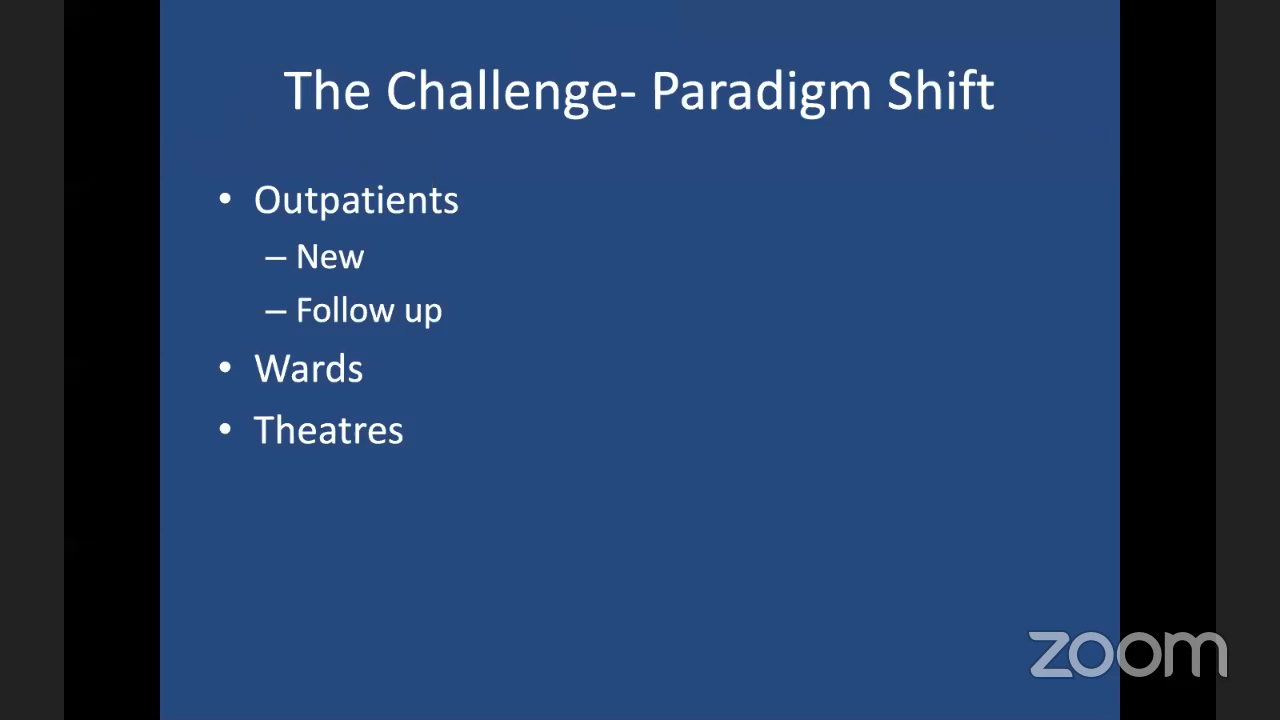 The Challenge- Paradigm Shift
• Outpatients
– New
– Follow up
• Wards
• Theatres
zoom